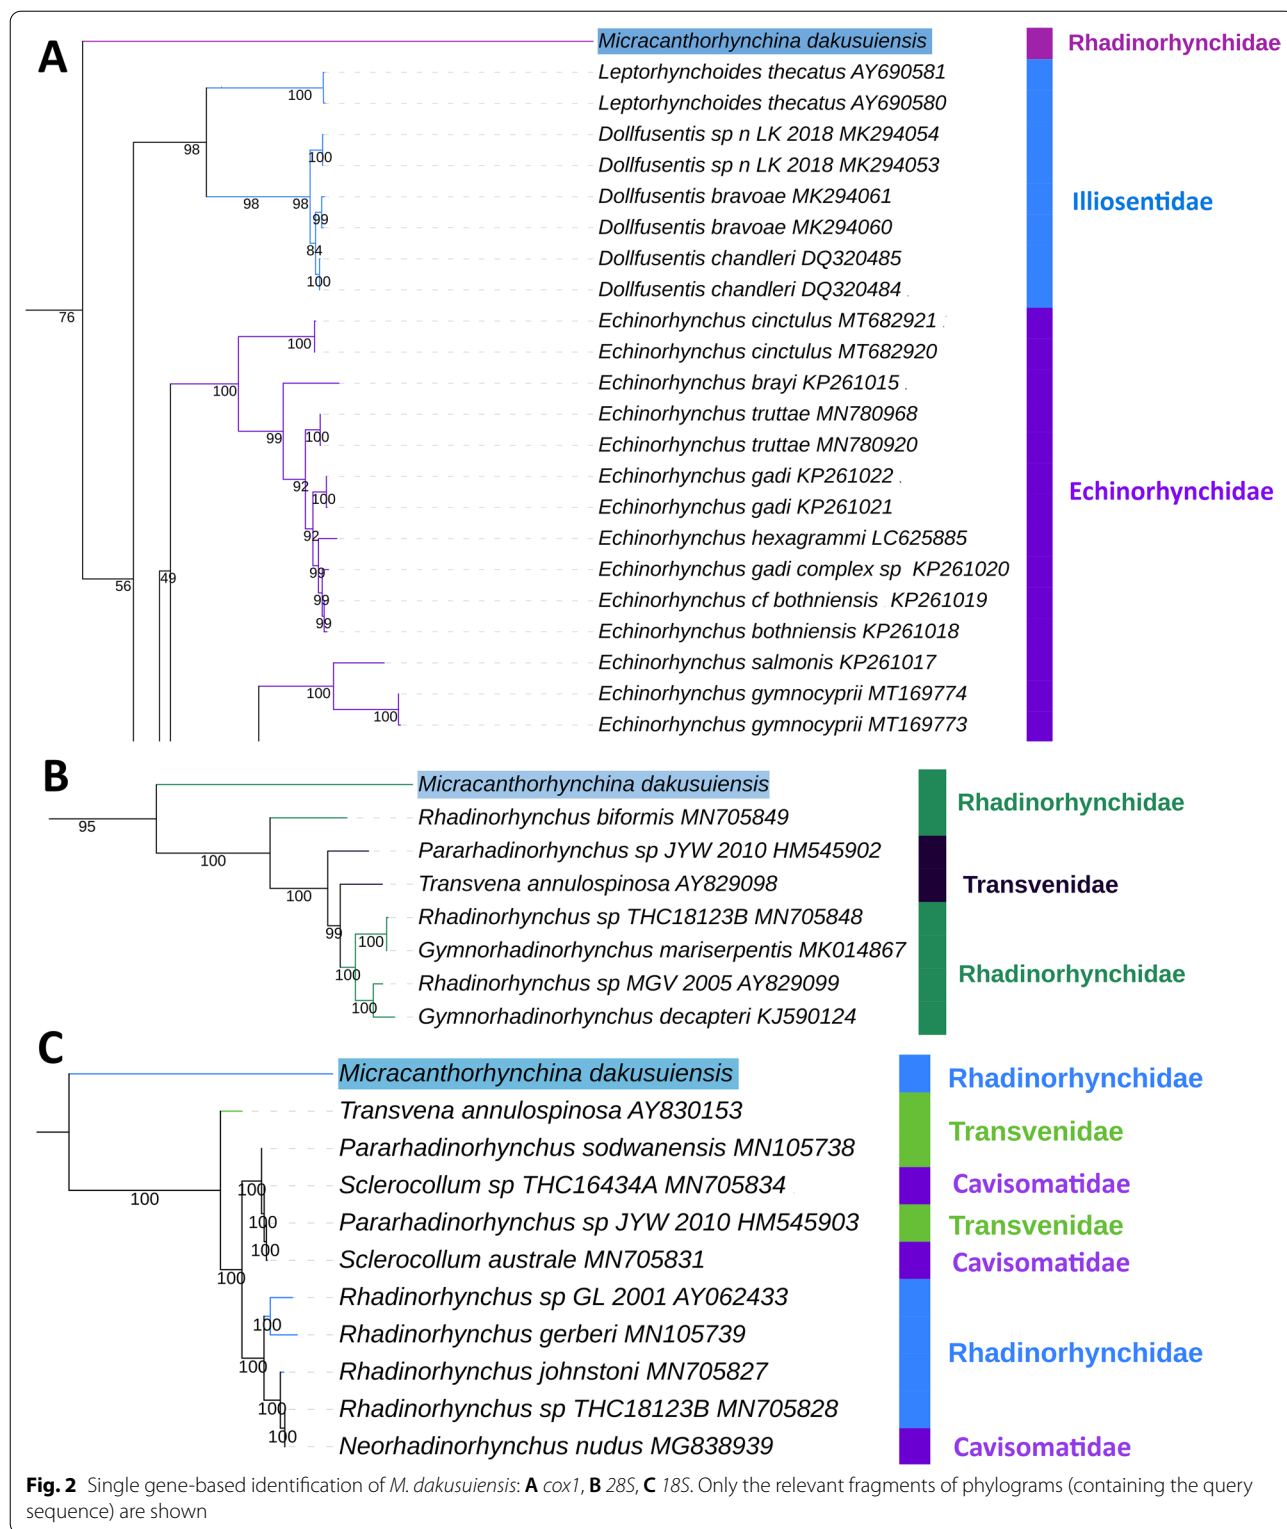 A
Micracanthorhynchina dakusuiensis
Rhadinorhynchidae
Leptorhynchoides thecatus AY690581
100
Leptorhynchoides thecatus AY690580
Dollfusentis sp n LK 2018 MK294054
98
100
Dollfusentis sp n LK 2018 MK294053
Dollfusentis bravoae MK294061
Illiosentidae
98
98
99
Dollfusentis bravoae MK294060
84
Dollfusentis chandleri DQ320485
100
Dollfusentis chandleri DQ320484
76
Echinorhynchus cinctulus MT682921
100
Echinorhynchus cinctulus MT682920
Echinorhynchus brayi KP261015
100
Echinorhynchus truttae MN780968
99
100
Echinorhynchus truttae MN780920
Echinorhynchus gadi KP261022
92
100
Echinorhynchidae
Echinorhynchus gadi KP261021
92
Echinorhynchus hexagrammi LC625885
56
49
99
Echinorhynchus gadi complex sp KP261020
99
Echinorhynchus cf bothniensis KP261019
99
Echinorhynchus bothniensis KP261018
Echinorhynchus salmonis KP261017
100
Echinorhynchus gymnocyprii MT169774
100
Echinorhynchus gymnocyprii MT169773
B
Micracanthorhynchina dakusuiensis
Rhadinorhynchidae
95
Rhadinorhynchus biformis MN705849
100
Pararhadinorhynchus sp JYW 2010 HM545902
100
Transvena annulospinosa AY829098
Transvenidae
Rhadinorhynchus sp THC18123B MN705848
99
100
Gymnorhadinorhynchus mariserpentis MK014867
100
Rhadinorhynchidae
Rhadinorhynchus sp MGV 2005 AY829099
100
Gymnorhadinorhynchus decapteri KJ590124
C
Micracanthorhynchina dakusuiensis
Rhadinorhynchidae
Transvena annulospinosa AY830153
Transvenidae
Pararhadinorhynchus sodwanensis MN105738
100
100
Sclerocollum sp THC16434A MN705834
Cavisomatidae
100
Pararhadinorhynchus sp JYW 2010 HM545903
Transvenidae
100
Sclerocollum australe MN705831
Cavisomatidae
100
Rhadinorhynchus sp GL 2001 AY062433
100
Rhadinorhynchus gerberi MN105739
Rhadinorhynchidae
100
Rhadinorhynchus johnstoni MN705827
100
Rhadinorhynchus sp THC18123B MN705828
100
Neorhadinorhynchus nudus MG838939
Cavisomatidae
Fig. 2 Single gene-based identification of M. dakusuiensis: A cox1, B 28S, C 18S. Only the relevant fragments of phylograms (containing the query
sequence) are shown